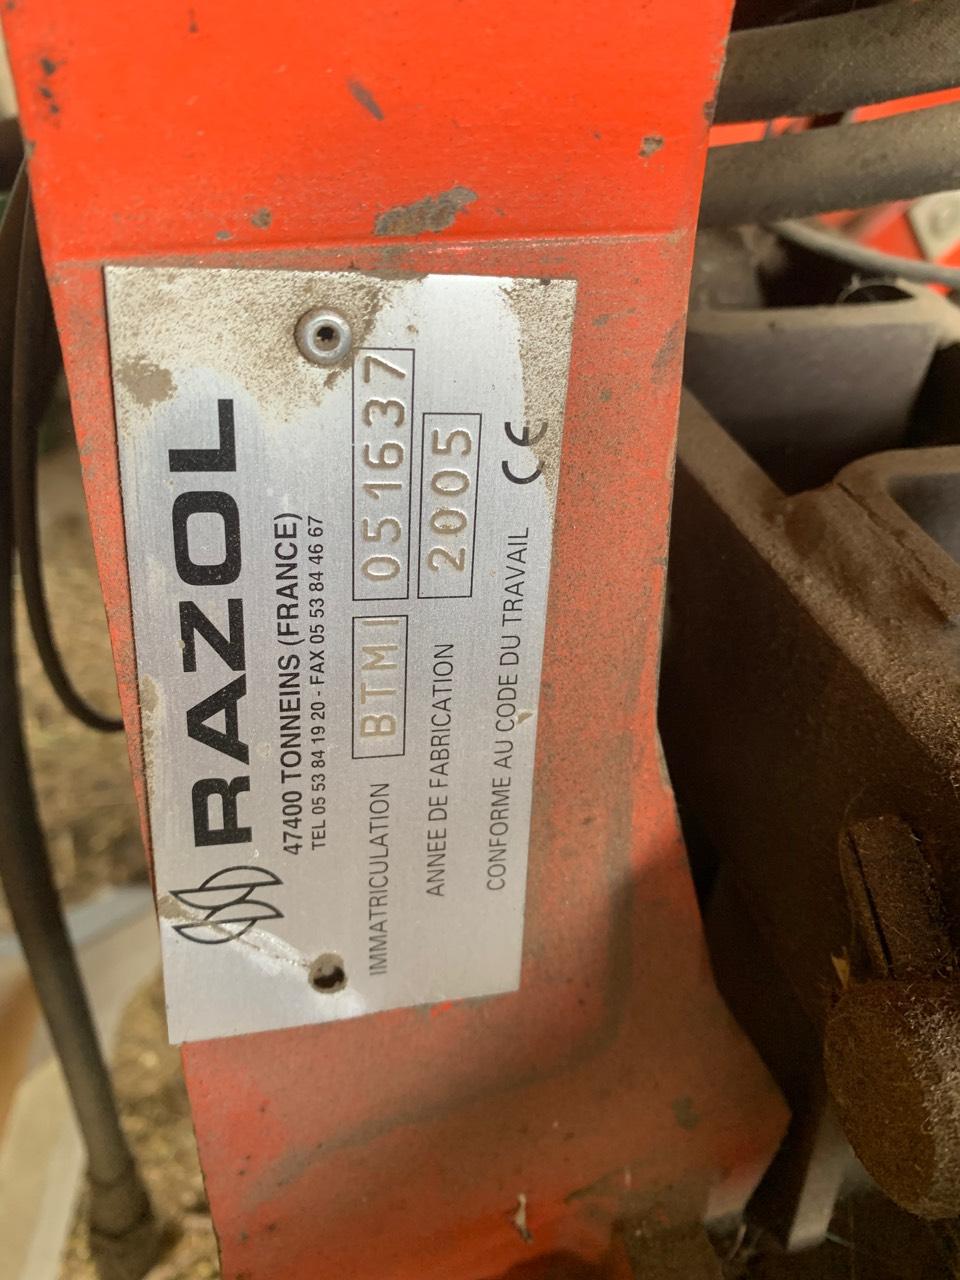 RAZOL
47400 TONNEINS (FRANCE)
TEL 05 53 84 19 20 - FAX 05 53 84 46 67
IMMATRICULATION BTMI 051637
ANNEE DE FABRICATION 2005
CONFORME AU CODE DU TRAVAIL CE